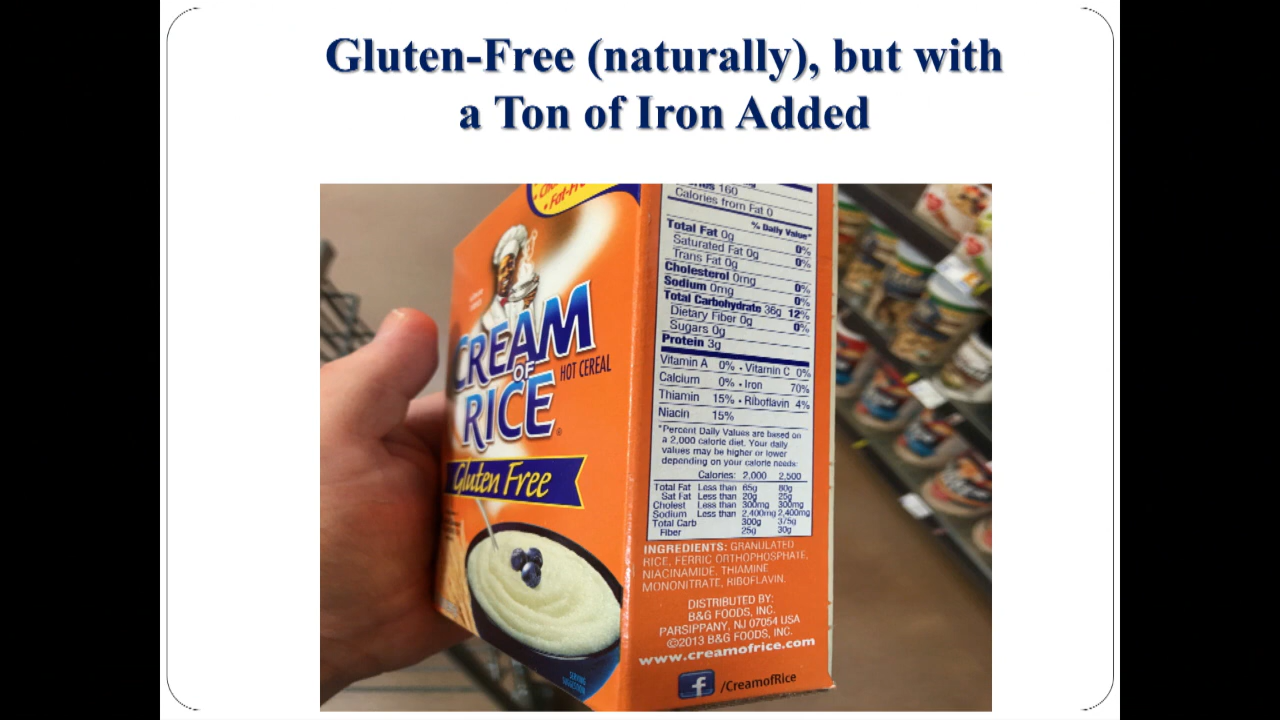 Gluten-Free (naturally), but with
a Ton of Iron Added
Fat-Fr
CREAM
OF
RICE
HOT CEREAL
Gluten Free
160
Calories from Fat 0
% Daily Value*
Total Fat 0g 0%
Saturated Fat 0g 0%
Trans Fat 0g
Cholesterol 0mg 0%
Sodium 0mg 0%
Total Carbohydrate 36g 12%
Dietary Fiber 0g 0%
Sugars 0g
Protein 3g
Vitamin A 0% • Vitamin C 0%
Calcium 0% • Iron 70%
Thiamin 15% • Riboflavin 4%
Niacin 15%
*Percent Daily Values are based on
a 2,000 calorie diet. Your daily
values may be higher or lower
depending on your calorie needs:
Calories: 2,000 2,500
Total Fat Less than 65g 80g
Sat Fat Less than 20g 25g
Cholest Less than 300mg 300mg
Sodium Less than 2,400mg 2,400mg
Total Carb 300g 375g
Fiber 25g 30g
INGREDIENTS: GRANULATED
RICE, FERRIC ORTHOPHOSPHATE,
NIACINAMIDE, THIAMINE
MONONITRATE, RIBOFLAVIN.
DISTRIBUTED BY:
B&G FOODS, INC.
PARSIPPANY, NJ 07054 USA
©2013 B&G FOODS, INC.
www.creamofrice.com
f /CreamofRice
SERVING
SUGGESTION